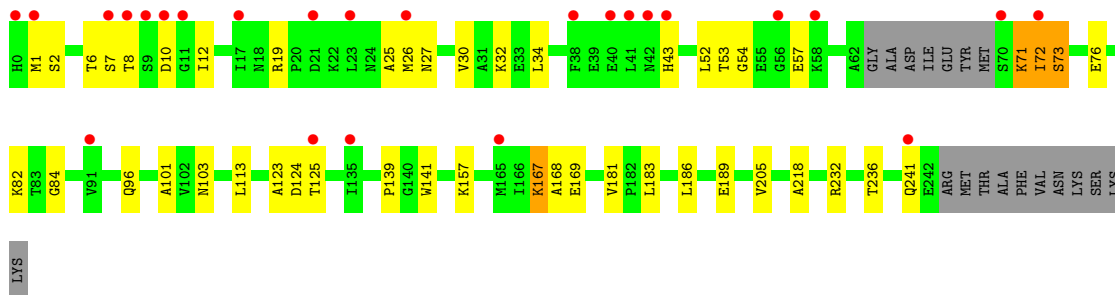 H0 M1 S2 T6 S7 T8 S9 D10 G11 I12 I17 N18 R19 P20 D21 K22 L23 N24 A25 M26 N27 V30 A31 K32 E33 L34 F38 E39 E40 L41 N42 H43 L52 T53 G54 E55 G56 E57 K58 A62 GLY ALA ASP ILE GLU TYR MET S70 K71 I72 S73 E76
K82 T83 G84 V91 Q96 A101 V102 N103 L113 A123 D124 T125 I135 P139 G140 W141 K157 M165 I166 K167 A168 E169 V181 P182 L183 L186 E189 V205 A218 R232 T236 Q241 E242 ARG MET THR ALA PHE VAL ASN LYS SER LYS
LYS